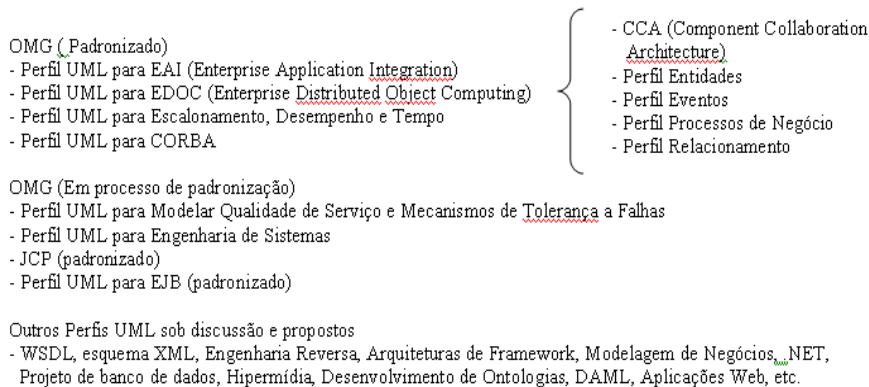 OMG ( Padronizado)
- Perfil UML para EAI (Enterprise Application Integration)
- Perfil UML para EDOC (Enterprise Distributed Object Computing)
- Perfil UML para Escalonamento, Desempenho e Tempo
- Perfil UML para CORBA
- CCA (Component Collaboration
Architecture)
- Perfil Entidades
- Perfil Eventos
- Perfil Processos de Negócio
- Perfil Relacionamento
OMG (Em processo de padronização)
- Perfil UML para Modelar Qualidade de Serviço e Mecanismos de Tolerança a Falhas
- Perfil UML para Engenharia de Sistemas
- JCP (padronizado)
- Perfil UML para EJB (padronizado)
Outros Perfis UML sob discussão e propostos
- WSDL, esquema XML, Engenharia Reversa, Arquiteturas de Framework, Modelagem de Negócios, .NET,
Projeto de banco de dados, Hipermídia, Desenvolvimento de Ontologias, DAML, Aplicações Web, etc.